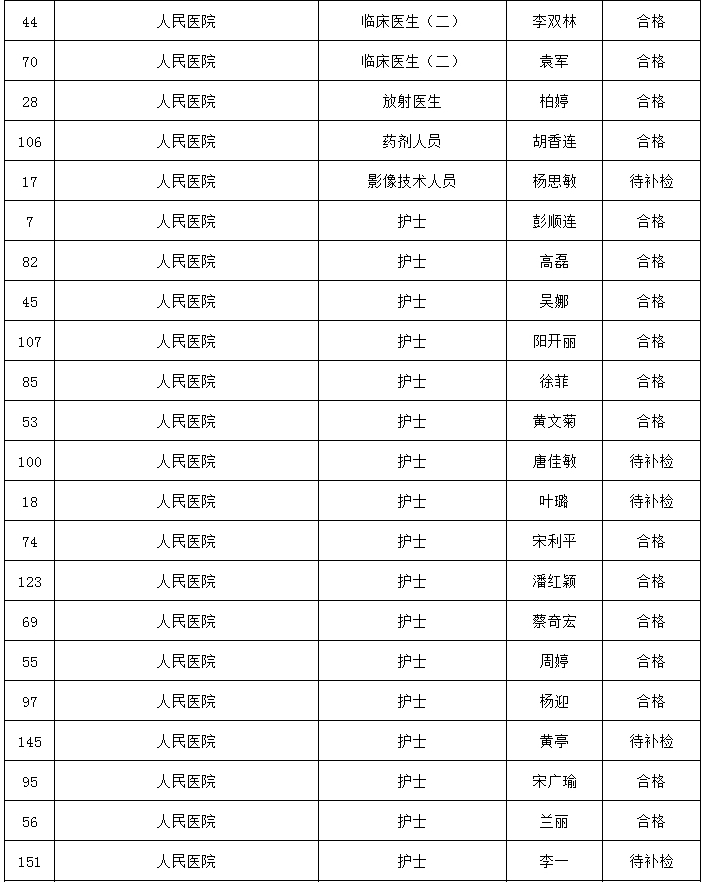 44 人民医院 临床医生（二） 李双林 合格
70 人民医院 临床医生（二） 袁军 合格
28 人民医院 放射医生 柏婷 合格
106 人民医院 药剂人员 胡香连 合格
17 人民医院 影像技术人员 杨思敏 待补检
7 人民医院 护士 彭顺连 合格
82 人民医院 护士 高磊 合格
45 人民医院 护士 吴娜 合格
107 人民医院 护士 阳开丽 合格
85 人民医院 护士 徐菲 合格
53 人民医院 护士 黄文菊 合格
100 人民医院 护士 唐佳敏 待补检
18 人民医院 护士 叶璐 待补检
74 人民医院 护士 宋利平 合格
123 人民医院 护士 潘红颖 合格
69 人民医院 护士 蔡奇宏 合格
55 人民医院 护士 周婷 合格
97 人民医院 护士 杨迎 合格
145 人民医院 护士 黄亭 待补检
95 人民医院 护士 宋广瑜 合格
56 人民医院 护士 兰丽 合格
151 人民医院 护士 李一 待补检